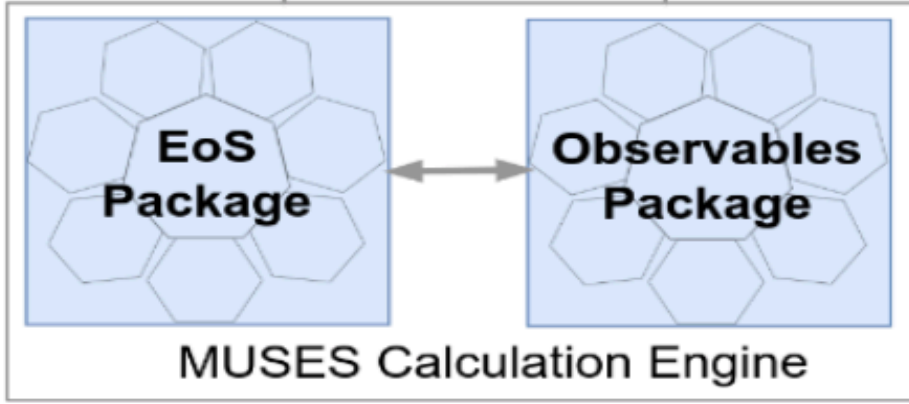 EoS
Package
Observables
Package
MUSES Calculation Engine